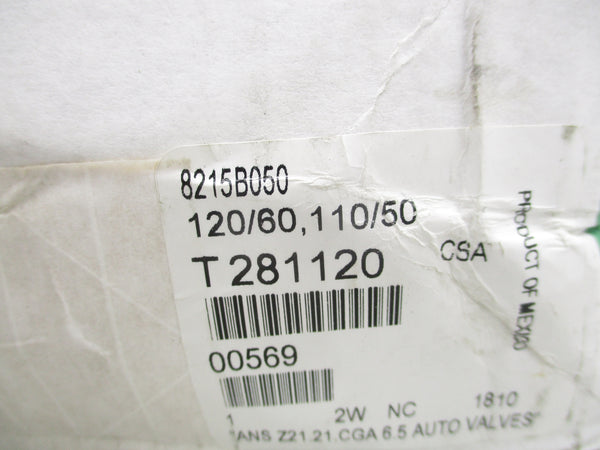 8215B050
120/60,110/50
T 281120
CSA
PRODUCT OF MEXICO
00569
1 2W NC 1810
"ANS Z21.21.CGA 6.5 AUTO VALVES"